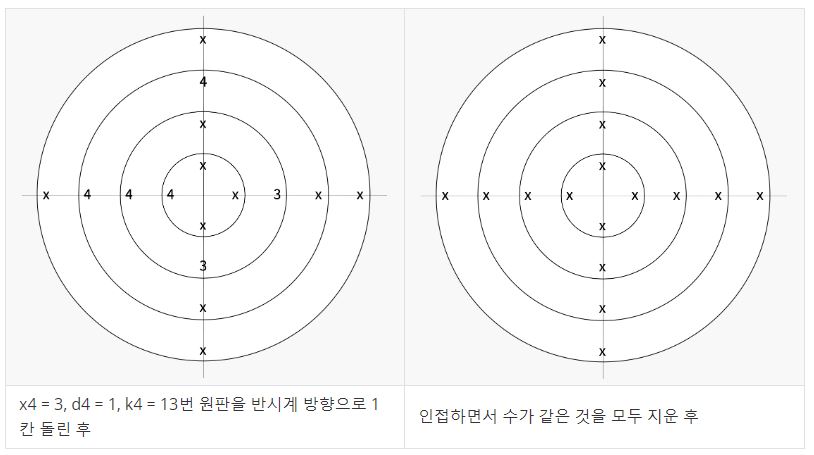 x
4
x
x
x 4 4 4 x 3 x x
x
3
x
x
x
x
x
x
x x x x x x x x
x
x
x
x
x4 = 3, d4 = 1, k4 = 13번 원판을 반시계 방향으로 1
칸 돌린 후
인접하면서 수가 같은 것을 모두 지운 후